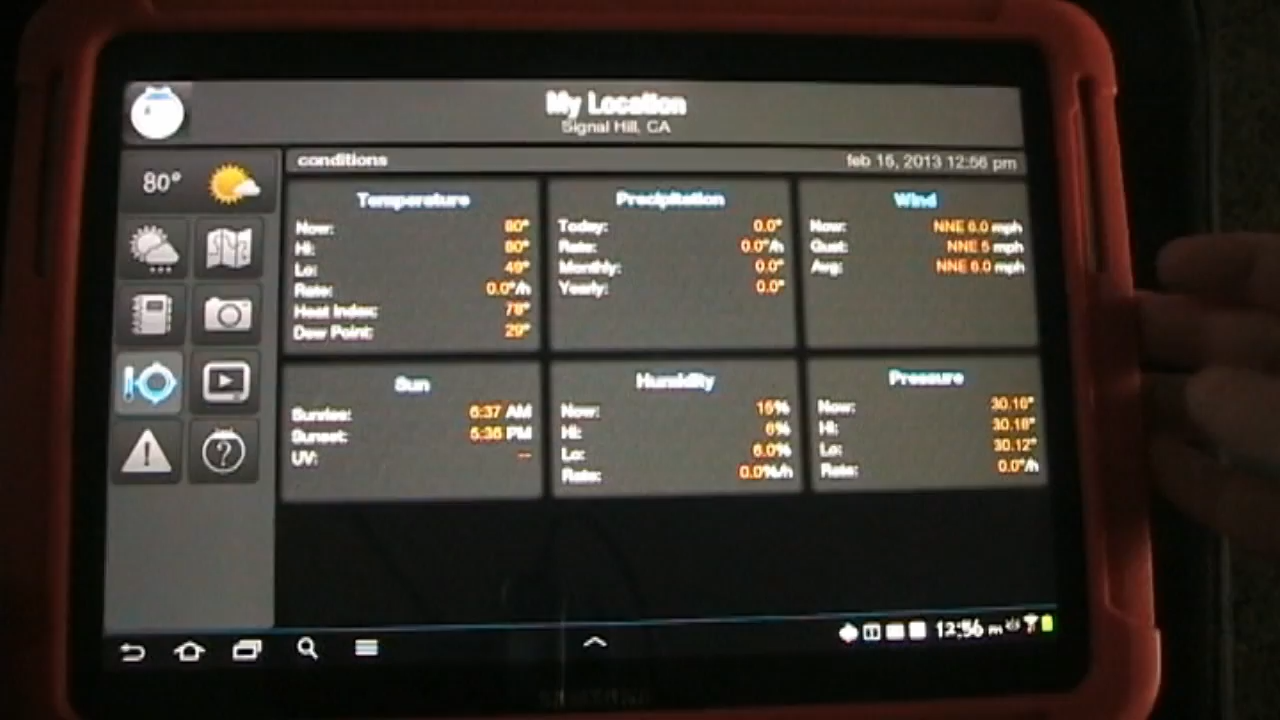 My Location
Signal Hill, CA
conditions
feb 16, 2013 12:56 pm
80°
Temperature
Now: 80°
Hi: 80°
Lo: 49°
Rate: 0.0°/h
Heat Index: 78°
Dew Point: 29°
Precipitation
Today: 0.0"
Rate: 0.0"/h
Monthly: 0.0"
Yearly: 0.0"
Wind
Now: NNE 6.0 mph
Gust: NNE 5 mph
Avg: NNE 6.0 mph
Sun
Sunries: 6:37 AM
Sunset: 5:36 PM
UV: --
Humidity
Now: 15%
Hi: 6%
Lo: 6.0%
Rate: 0.0%/h
Pressure
Now: 30.16"
Hi: 30.18"
Lo: 30.12"
Rate: 0.0"/h
12:56 PM
SAMSUNG